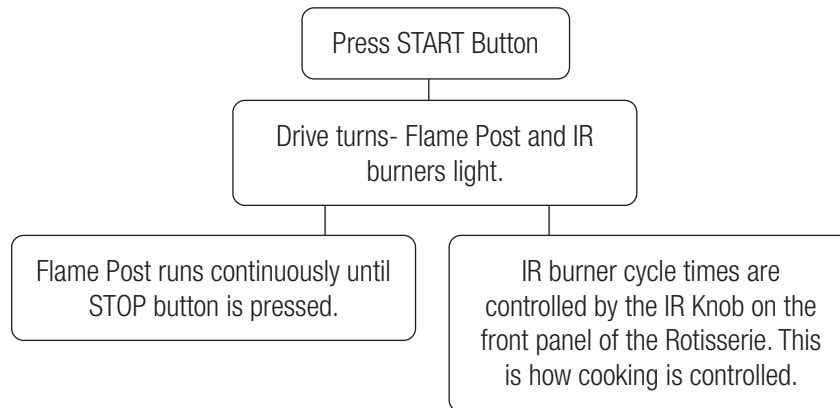 Press START Button
Drive turns- Flame Post and IR
burners light.
Flame Post runs continuously until
STOP button is pressed.
IR burner cycle times are
controlled by the IR Knob on the
front panel of the Rotisserie. This
is how cooking is controlled.